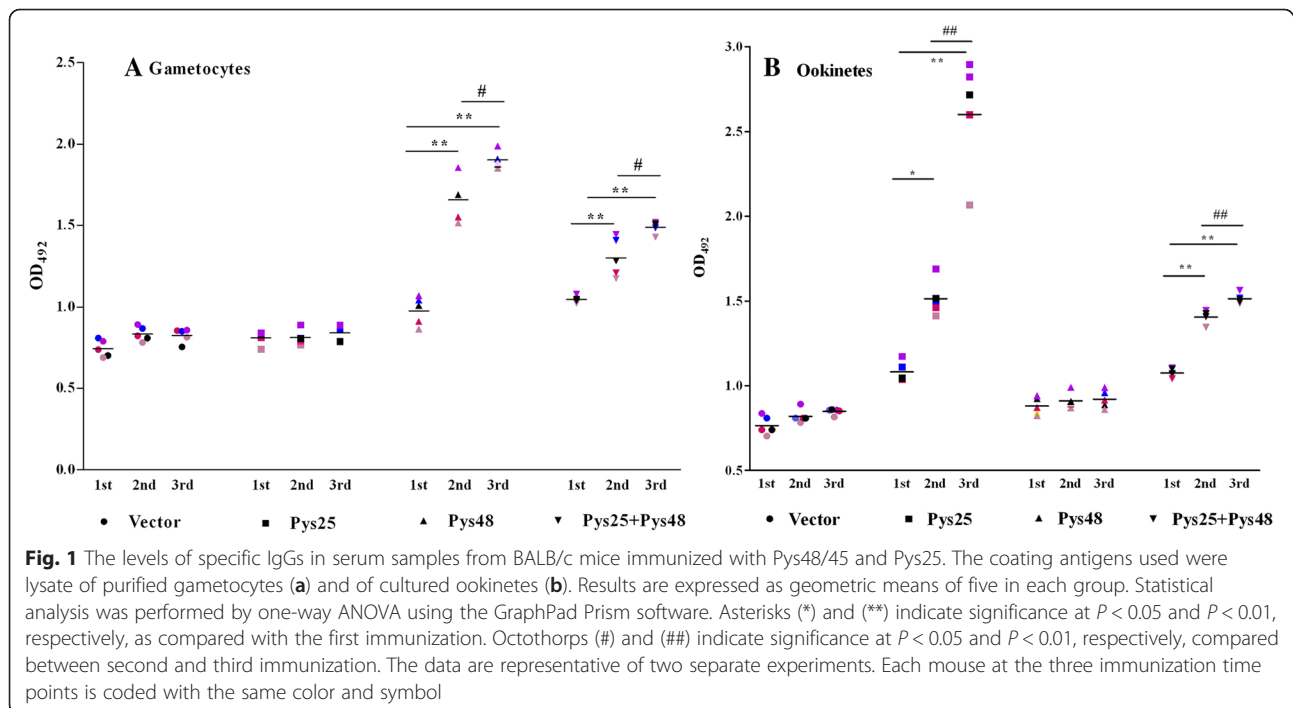 A Gametocytes
2.5
2.0
1.5
1.0
0.5
0.0
OD492
**
**
#
**
**
#
1st 2nd 3rd 1st 2nd 3rd 1st 2nd 3rd 1st 2nd 3rd
Vector Pys25 Pys48 Pys25+Pys48
B Ookinetes
3.0
2.5
2.0
1.5
1.0
0.5
OD492
##
**
*
##
**
**
1st 2nd 3rd 1st 2nd 3rd 1st 2nd 3rd 1st 2nd 3rd
Vector Pys25 Pys48 Pys25+Pys48
Fig. 1 The levels of specific IgGs in serum samples from BALB/c mice immunized with Pys48/45 and Pys25. The coating antigens used were
lysate of purified gametocytes (a) and of cultured ookinetes (b). Results are expressed as geometric means of five in each group. Statistical
analysis was performed by one-way ANOVA using the GraphPad Prism software. Asterisks (*) and (**) indicate significance at P < 0.05 and P < 0.01,
respectively, as compared with the first immunization. Octothorps (#) and (##) indicate significance at P < 0.05 and P < 0.01, respectively, compared
between second and third immunization. The data are representative of two separate experiments. Each mouse at the three immunization time
points is coded with the same color and symbol